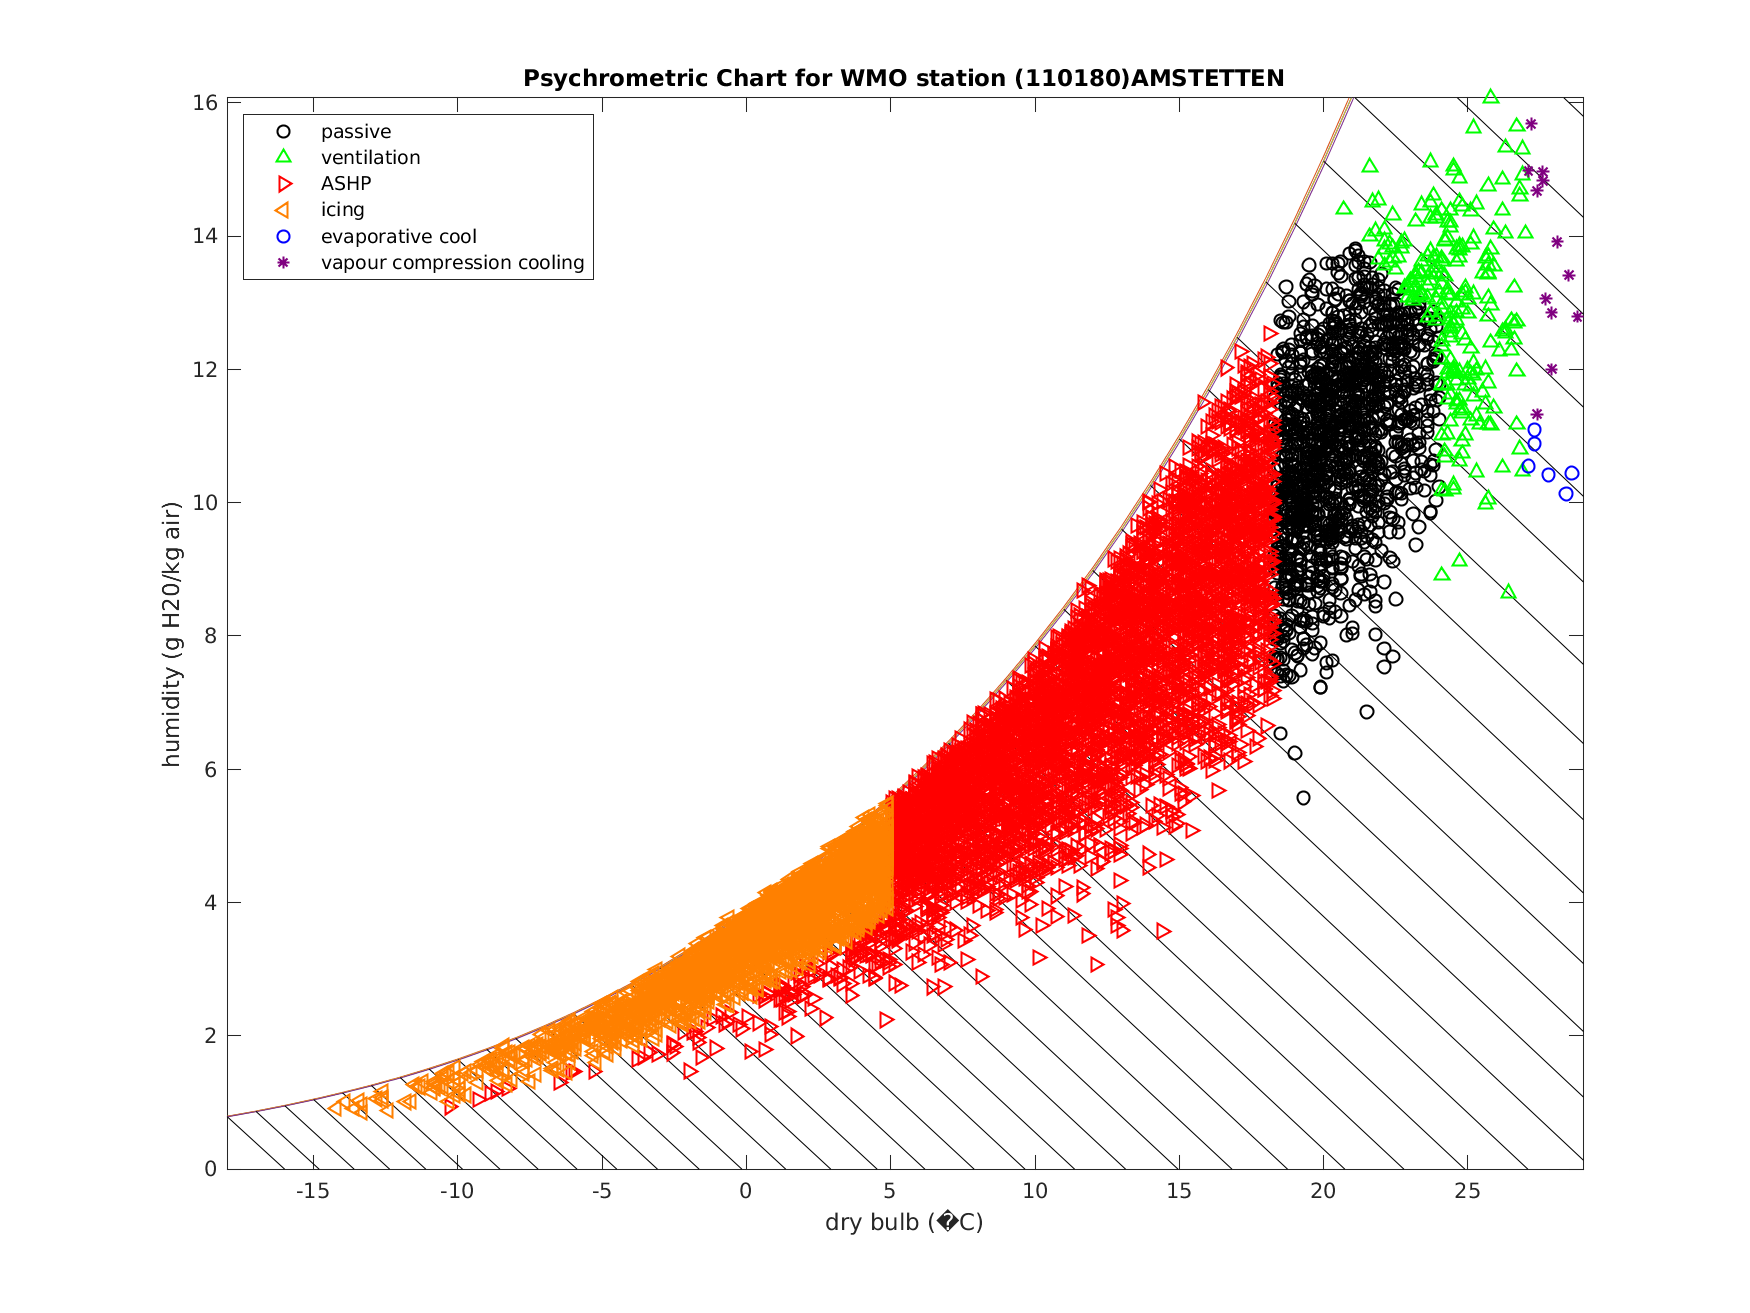 Psychrometric Chart for WMO station (110180)AMSTETTEN
16
14
12
10
8
6
4
2
0
humidity (g H20/kg air)
passive
ventilation
ASHP
icing
evaporative cool
vapour compression cooling
-15 -10 -5 0 5 10 15 20 25
dry bulb (�C)